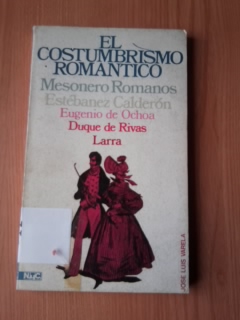 EL
COSTUMBRISMO
ROMANTICO
Mesonero Romanos
Estébanez Calderón
Eugenio de Ochoa
Duque de Rivas
Larra
JOSE LUIS VARELA